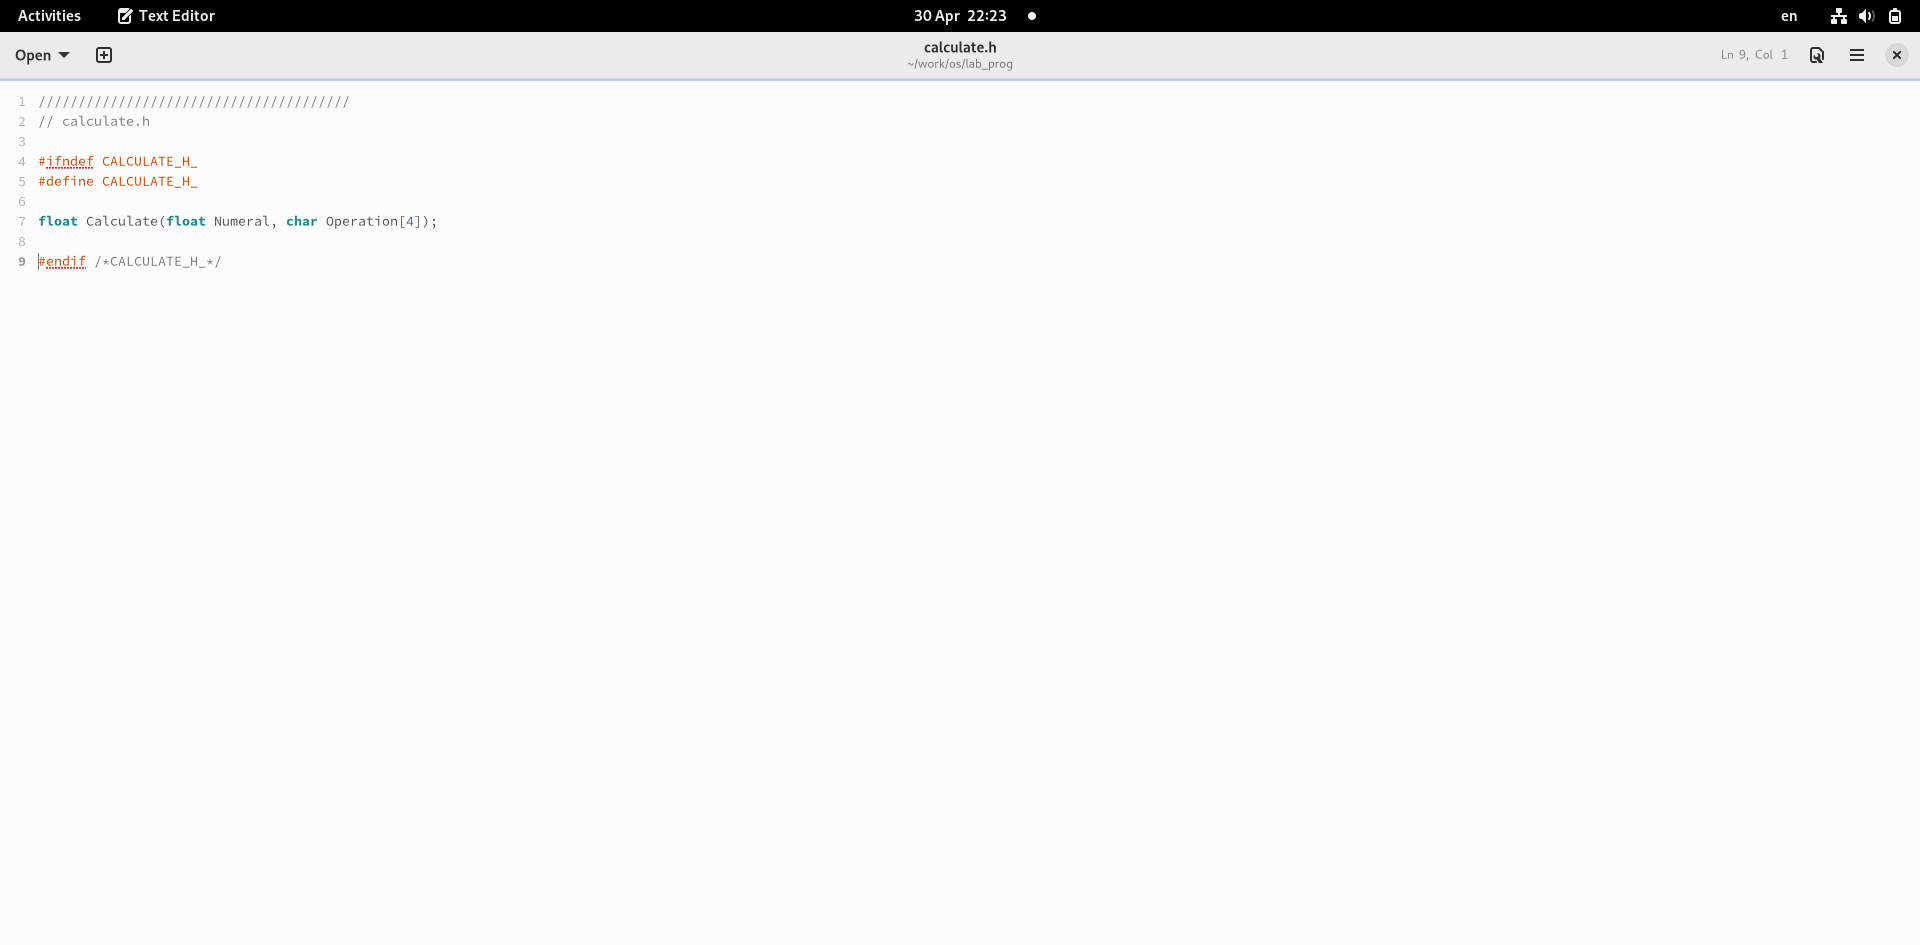 Activities Text Editor 30 Apr 22:23 en
Open calculate.h Ln 9, Col 1
~/work/os/lab_prog
1 ///////////////////////////////////////
2 // calculate.h
3
4 #ifndef CALCULATE_H_
5 #define CALCULATE_H_
6
7 float Calculate(float Numeral, char Operation[4]);
8
9 #endif /*CALCULATE_H_*/